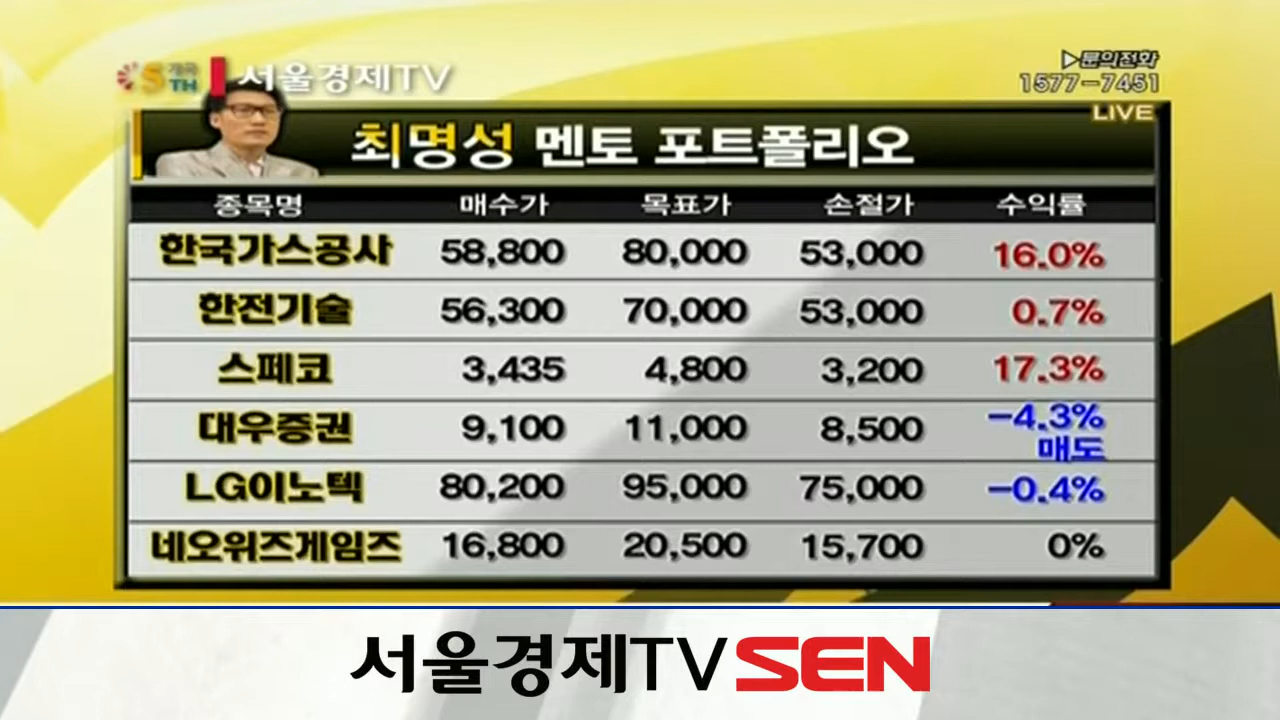 5 개국 TH 서울경제TV
▶문의전화
1577-7451
LIVE
최명성 멘토 포트폴리오
종목명 매수가 목표가 손절가 수익률
한국가스공사 58,800 80,000 53,000 16.0%
한전기술 56,300 70,000 53,000 0.7%
스페코 3,435 4,800 3,200 17.3%
대우증권 9,100 11,000 8,500 -4.3%
매도
LG이노텍 80,200 95,000 75,000 -0.4%
네오위즈게임즈 16,800 20,500 15,700 0%
서울경제TV SEN